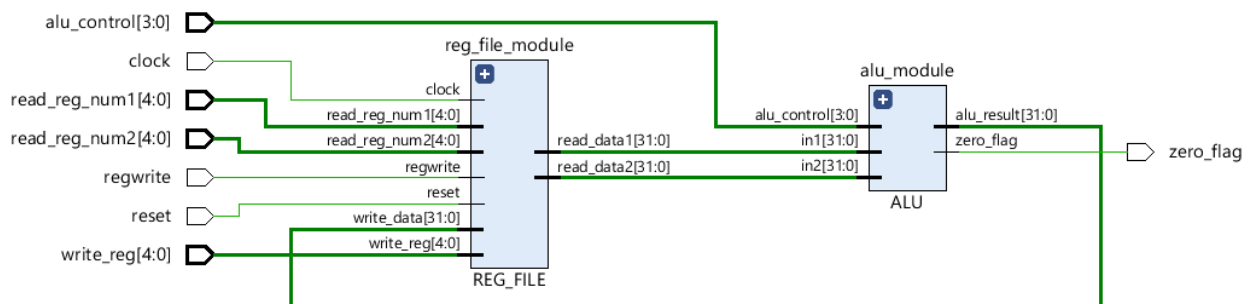 alu_control[3:0]
clock
read_reg_num1[4:0]
read_reg_num2[4:0]
regwrite
reset
write_reg[4:0]
reg_file_module
clock
read_reg_num1[4:0]
read_reg_num2[4:0]
regwrite
reset
write_data[31:0]
write_reg[4:0]
read_data1[31:0]
read_data2[31:0]
REG_FILE
alu_module
alu_control[3:0]
in1[31:0]
in2[31:0]
alu_result[31:0]
zero_flag
ALU
zero_flag